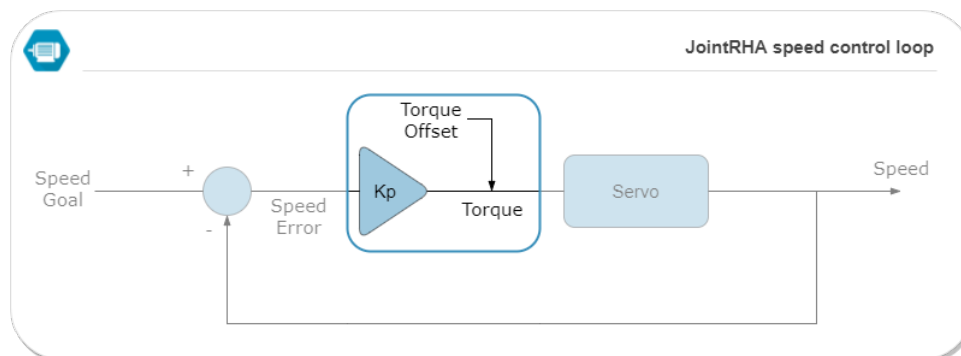 JointRHA speed control loop
Torque
Offset
+
Speed
Goal
-
Speed
Error
Kp
Torque
Servo
Speed